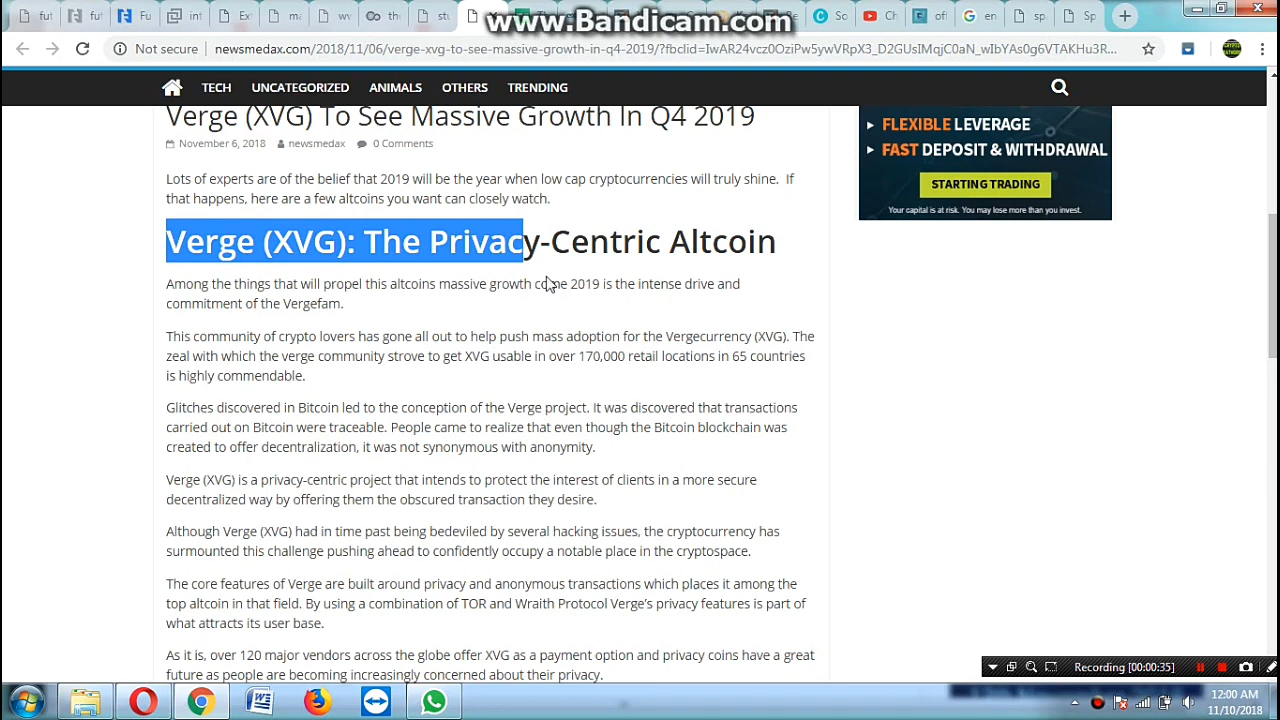 www.Bandicam.com
Not secure
newsmedax.com/2018/11/06/verge-xvg-to-see-massive-growth-in-q4-2019/?fbclid=IwAR24vcz0OziPw5ywVRpX3_D2GUsIMqjC0aN_wIbYAs0g6VTAKHu3R...
TECH UNCATEGORIZED ANIMALS OTHERS TRENDING
Verge (XVG) To See Massive Growth In Q4 2019
November 6, 2018 newsmedax 0 Comments
Lots of experts are of the belief that 2019 will be the year when low cap cryptocurrencies will truly shine. If
that happens, here are a few altcoins you want can closely watch.
Verge (XVG): The Privacy-Centric Altcoin
Among the things that will propel this altcoins massive growth come 2019 is the intense drive and
commitment of the Vergefam.
This community of crypto lovers has gone all out to help push mass adoption for the Vergecurrency (XVG). The
zeal with which the verge community strove to get XVG usable in over 170,000 retail locations in 65 countries
is highly commendable.
Glitches discovered in Bitcoin led to the conception of the Verge project. It was discovered that transactions
carried out on Bitcoin were traceable. People came to realize that even though the Bitcoin blockchain was
created to offer decentralization, it was not synonymous with anonymity.
Verge (XVG) is a privacy-centric project that intends to protect the interest of clients in a more secure
decentralized way by offering them the obscured transaction they desire.
Although Verge (XVG) had in time past being bedeviled by several hacking issues, the cryptocurrency has
surmounted this challenge pushing ahead to confidently occupy a notable place in the cryptospace.
The core features of Verge are built around privacy and anonymous transactions which places it among the
top altcoin in that field. By using a combination of TOR and Wraith Protocol Verge's privacy features is part of
what attracts its user base.
As it is, over 120 major vendors across the globe offer XVG as a payment option and privacy coins have a great
future as people are becoming increasingly concerned about their privacy.
FLEXIBLE LEVERAGE
FAST DEPOSIT & WITHDRAWAL
STARTING TRADING
Your capital is at risk. You may lose more than you invest.
Recording [00:00:35]
12:00 AM
11/10/2018